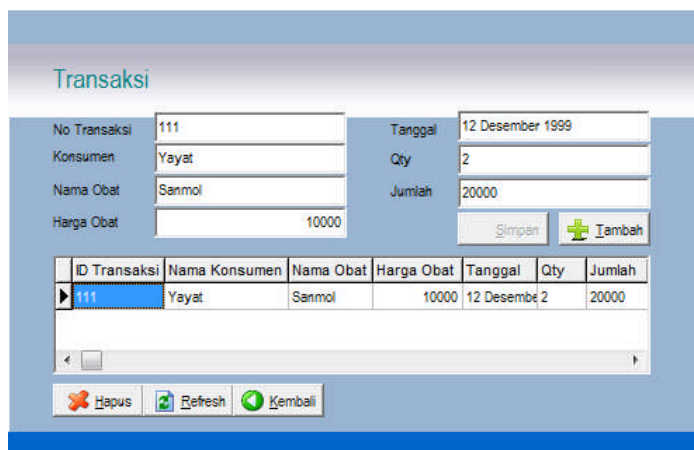 Transaksi
No Transaksi 111 Tanggal 12 Desember 1999
Konsumen Yayat Qty 2
Nama Obat Sanmol Jumlah 20000
Harga Obat 10000 Simpan Tambah
ID Transaksi Nama Konsumen Nama Obat Harga Obat Tanggal Qty Jumlah
111 Yayat Sanmol 10000 12 Desembe 2 20000
Hapus Refresh Kembali